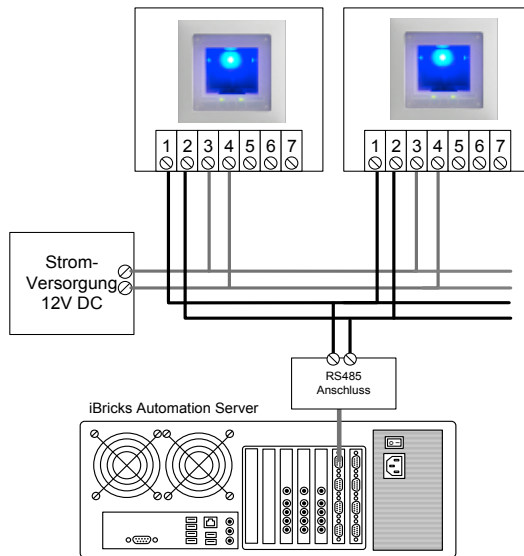 1 2 3 4 5 6 7
1 2 3 4 5 6 7
Strom-
Versorgung
12V DC
RS485
Anschluss
iBricks Automation Server